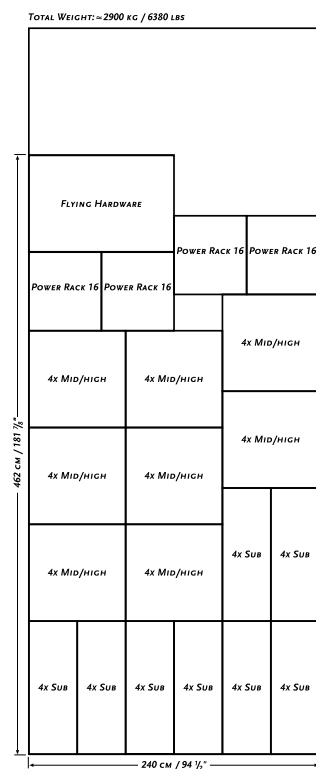 Total Weight: ≈2900 kg / 6380 lbs
Flying Hardware
Power Rack 16 Power Rack 16
Power Rack 16 Power Rack 16
4x Mid/high
4x Mid/high 4x Mid/high
4x Mid/high
4x Mid/high 4x Mid/high
4x Sub 4x Sub
4x Mid/high 4x Mid/high
4x Sub 4x Sub 4x Sub 4x Sub 4x Sub 4x Sub
462 cm / 181 7/8"
240 cm / 94 1/2"